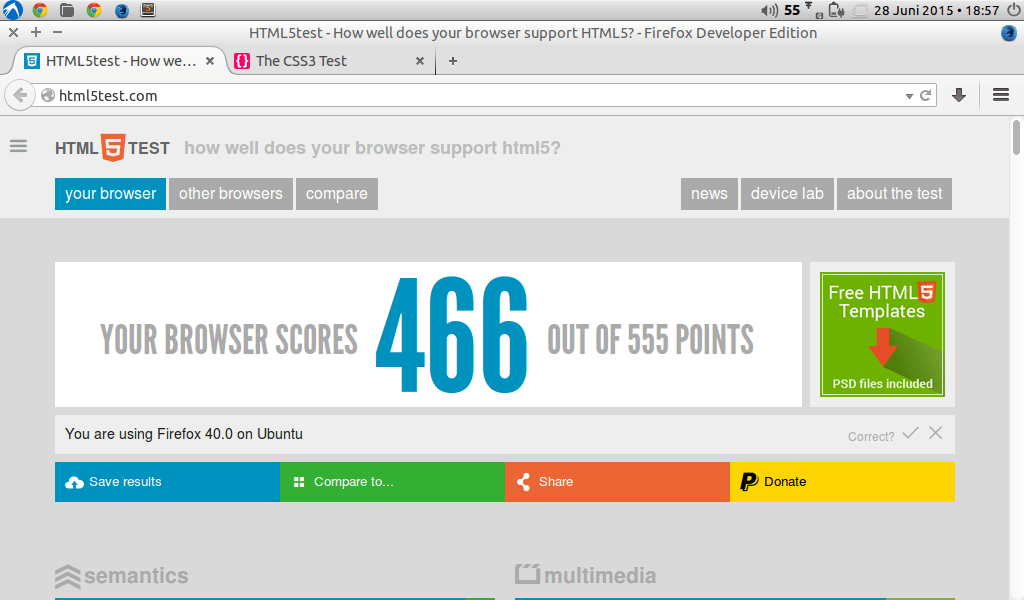 55 28 Juni 2015 • 18:57
HTML5test - How well does your browser support HTML5? - Firefox Developer Edition
HTML5test - How we... The CSS3 Test
html5test.com
HTML5TEST how well does your browser support html5?
your browser other browsers compare news device lab about the test
YOUR BROWSER SCORES 466 OUT OF 555 POINTS
Free HTML5
Templates
PSD files included
You are using Firefox 40.0 on Ubuntu Correct?
Save results Compare to... Share Donate
semantics multimedia